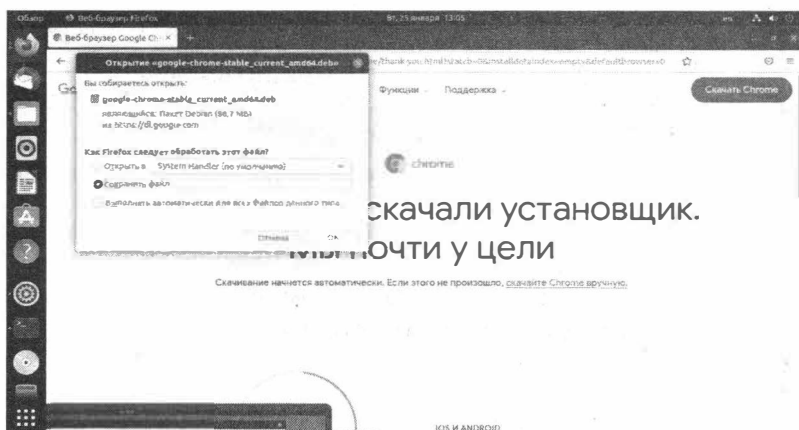 Обзор
Веб-браузер Firefox
Вт, 25 января 13:05
en
Веб-браузер Google Ch
Открытие «google-chrome-stable_current_amd64.deb»
Вы собираетесь открыть:
google-chrome-stable_current_amd64.deb
являющийся: Пакет Debian (86,7 МБ)
из https://dl.google.com
Как Firefox следует обработать этот файл?
Открыть в System Handler (по умолчанию)
Сохранить файл
Выполнять автоматически для всех файлов данного типа.
Отмена
OK
Функции
Поддержка
Скачать Chrome
chrome
скачали установщик.
Мы почти у цели
Скачивание начнется автоматически. Если этого не произошло, скачайте Chrome вручную.
IOS И ANDROID